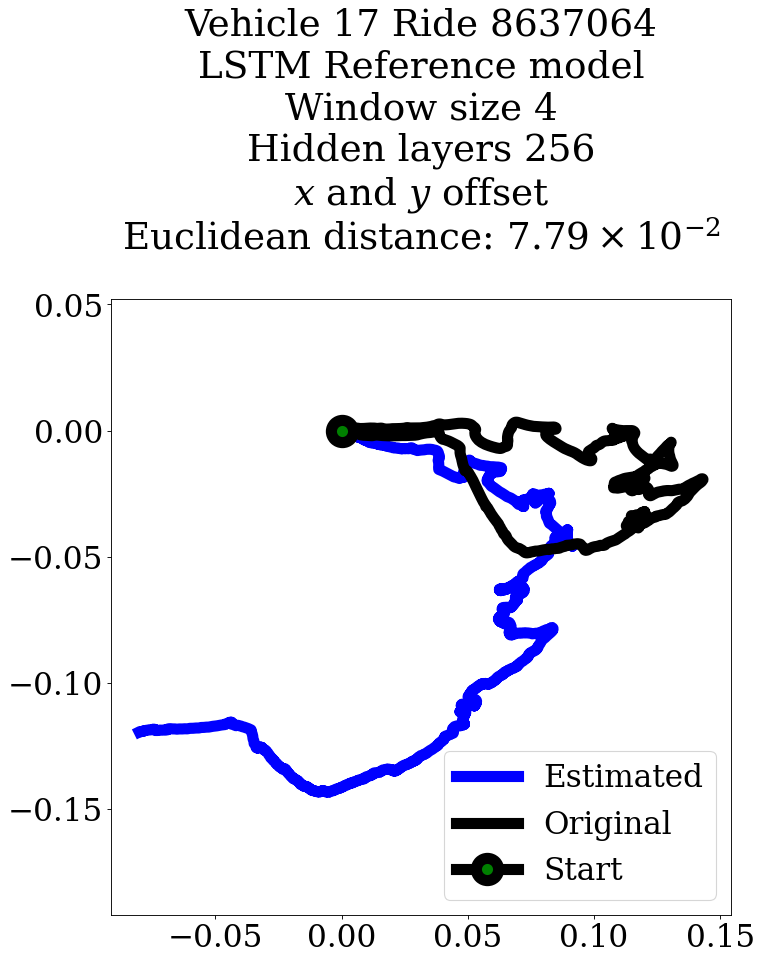 Vehicle 17 Ride 8637064
LSTM Reference model
Window size 4
Hidden layers 256
x and y offset
Euclidean distance: 7.79 × 10⁻²
0.05
0.00
−0.05
−0.10
−0.15
Estimated
Original
Start
−0.05 0.00 0.05 0.10 0.15